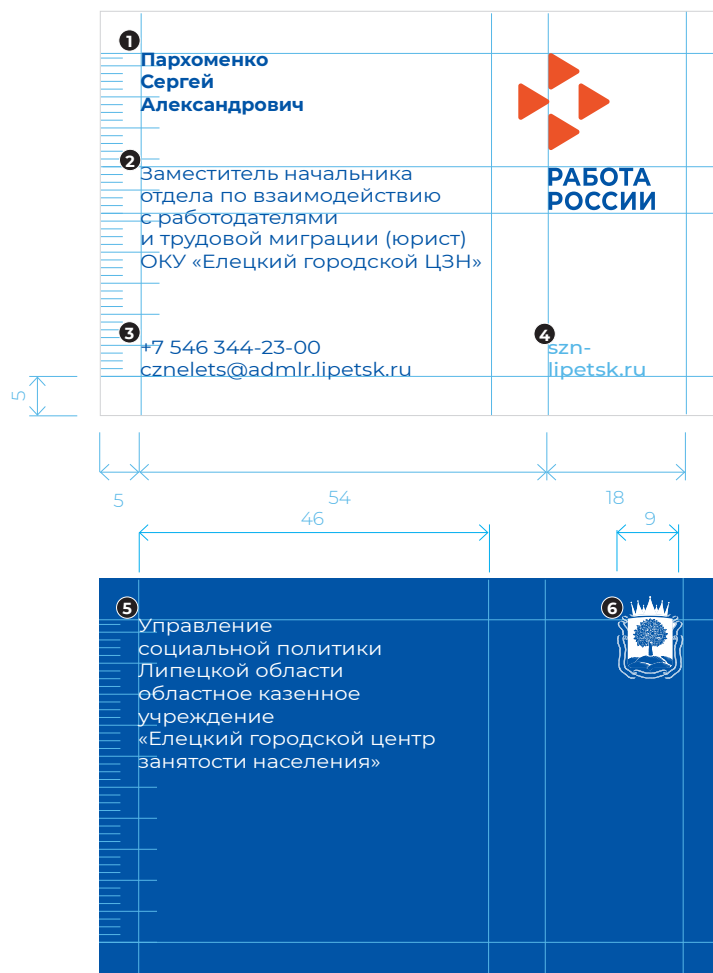 1
Пархоменко
Сергей
Александрович
2
Заместитель начальника
отдела по взаимодействию
с работодателями
и трудовой миграции (юрист)
ОКУ «Елецкий городской ЦЗН»
РАБОТА
РОССИИ
3
+7 546 344-23-00
cznelets@admlr.lipetsk.ru
4
szn-
lipetsk.ru
5
5
54
18
46
9
5
Управление
социальной политики
Липецкой области
областное казенное
учреждение
«Елецкий городской центр
занятости населения»
6